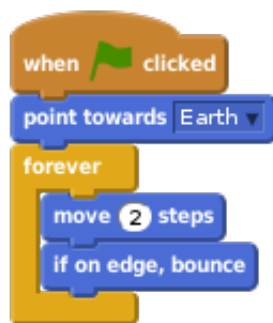 when clicked
point towards Earth
forever
move 2 steps
if on edge, bounce